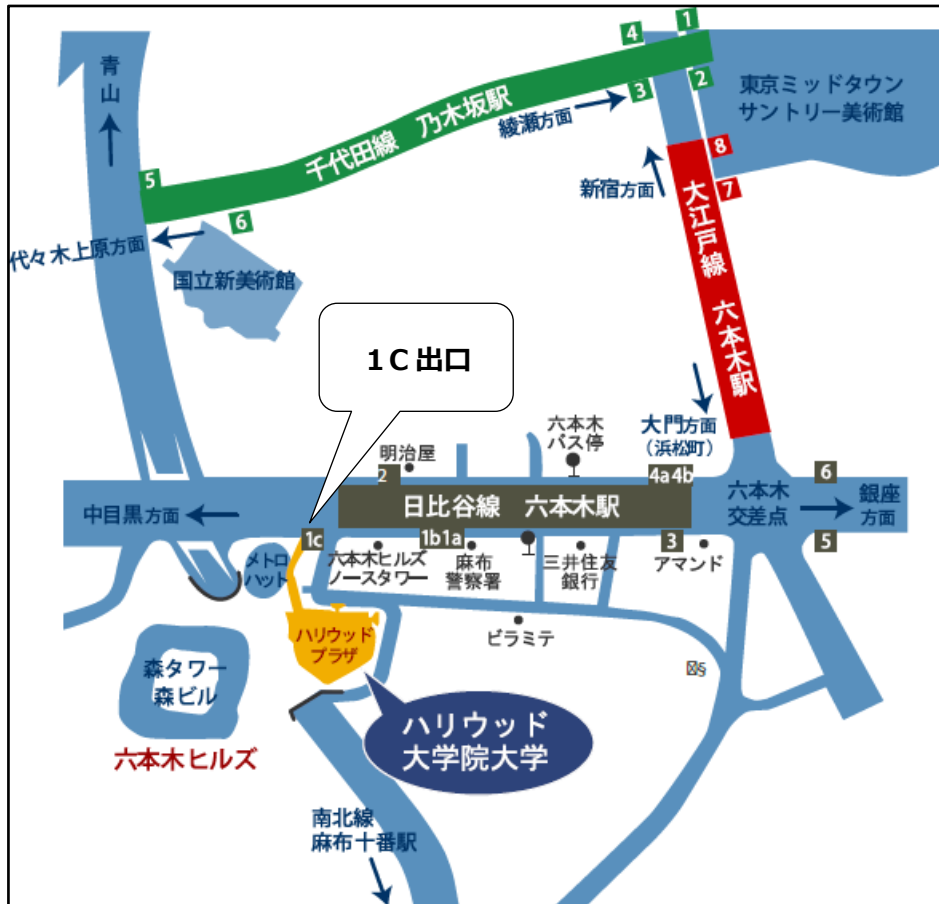 4
1
青山
3
2
東京ミッドタウン
サントリー美術館
綾瀬方面
千代田線 乃木坂駅
8
7
新宿方面
5
6
代々木上原方面
国立新美術館
大江戸線 六本木駅
1C出口
大門方面
(浜松町)
六本木
バス停
明治屋
2
4a 4b
6
中目黒方面
日比谷線 六本木駅
六本木
交差点
銀座
方面
1c
1b 1a
3
5
メトロ
ハット
六本木ヒルズ
ノースタワー
麻布
警察署
三井住友
銀行
アマンド
ハリウッド
プラザ
ビラミテ
森タワー
森ビル
六本木ヒルズ
ハリウッド
大学院大学
南北線
麻布十番駅